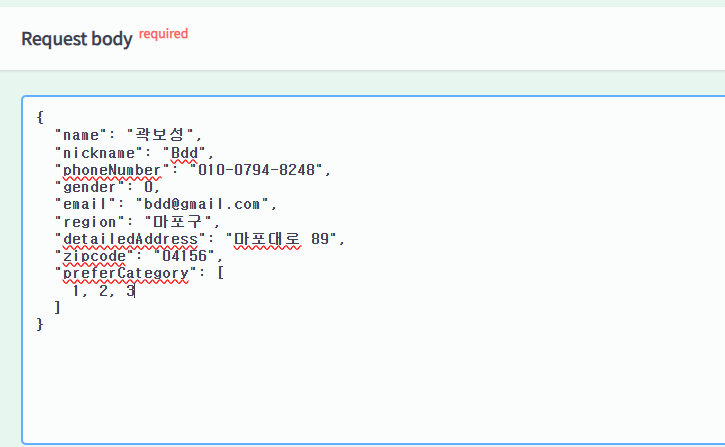 Request body required
{
"name": "곽보성",
"nickname": "Bdd",
"phoneNumber": "010-0794-8248",
"gender": 0,
"email": "bdd@gmail.com",
"region": "마포구",
"detailedAddress": "마포대로 89",
"zipcode": "04156",
"preferCategory": [
1, 2, 3
]
}